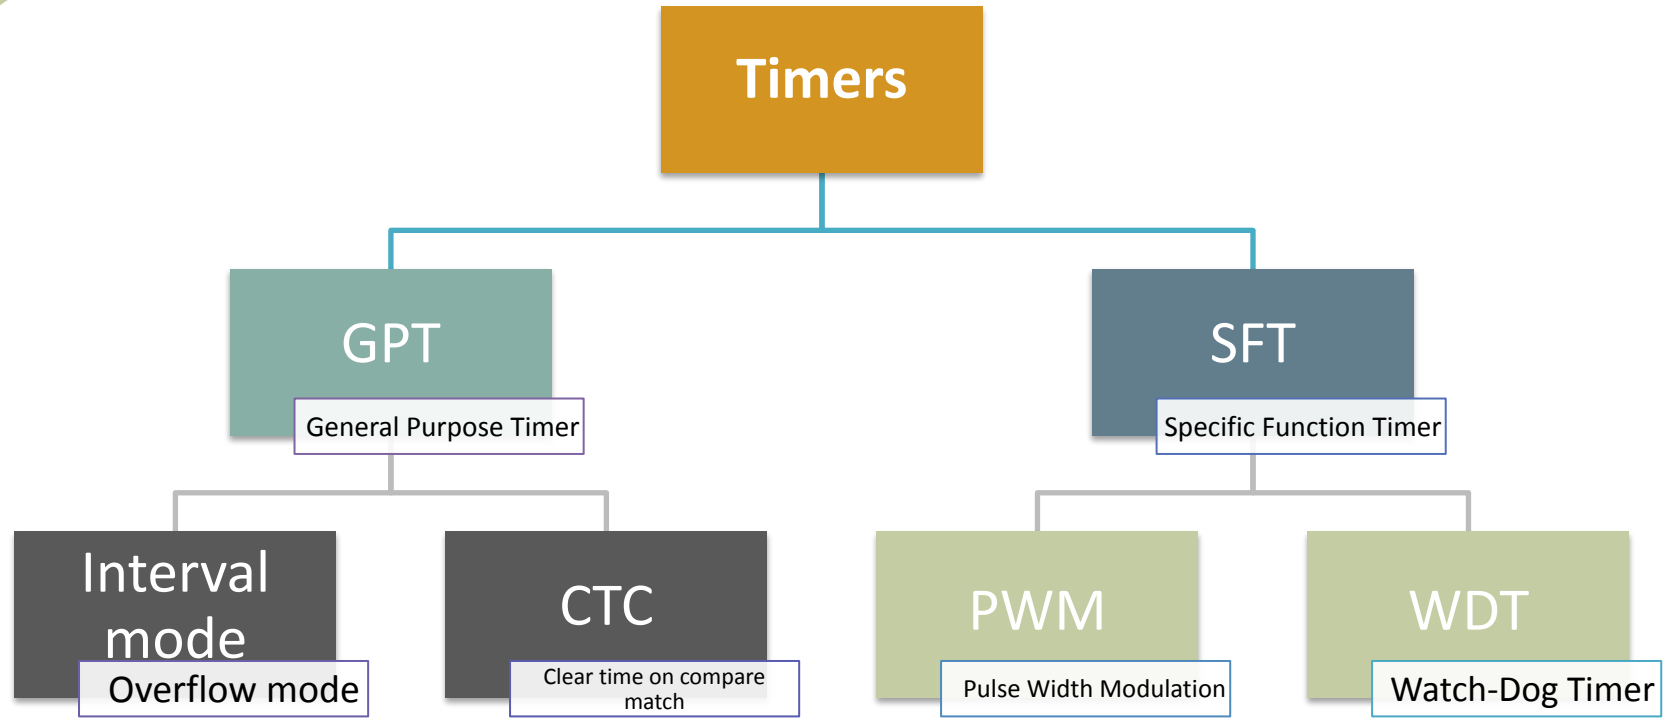 Timers
GPT
General Purpose Timer
SFT
Specific Function Timer
Interval
mode
Overflow mode
CTC
Clear time on compare
match
PWM
Pulse Width Modulation
WDT
Watch-Dog Timer